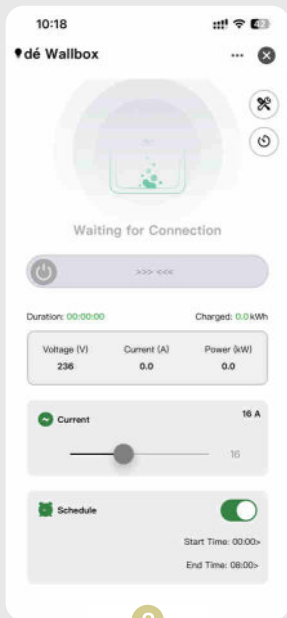 10:18
dé Wallbox
Waiting for Connection
>>> <<<
Duration: 00:00:00 Charged: 0.0 kWh
Voltage (V) Current (A) Power (kW)
236 0.0 0.0
Current 16 A
16
Schedule
Start Time: 00:00>
End Time: 08:00>